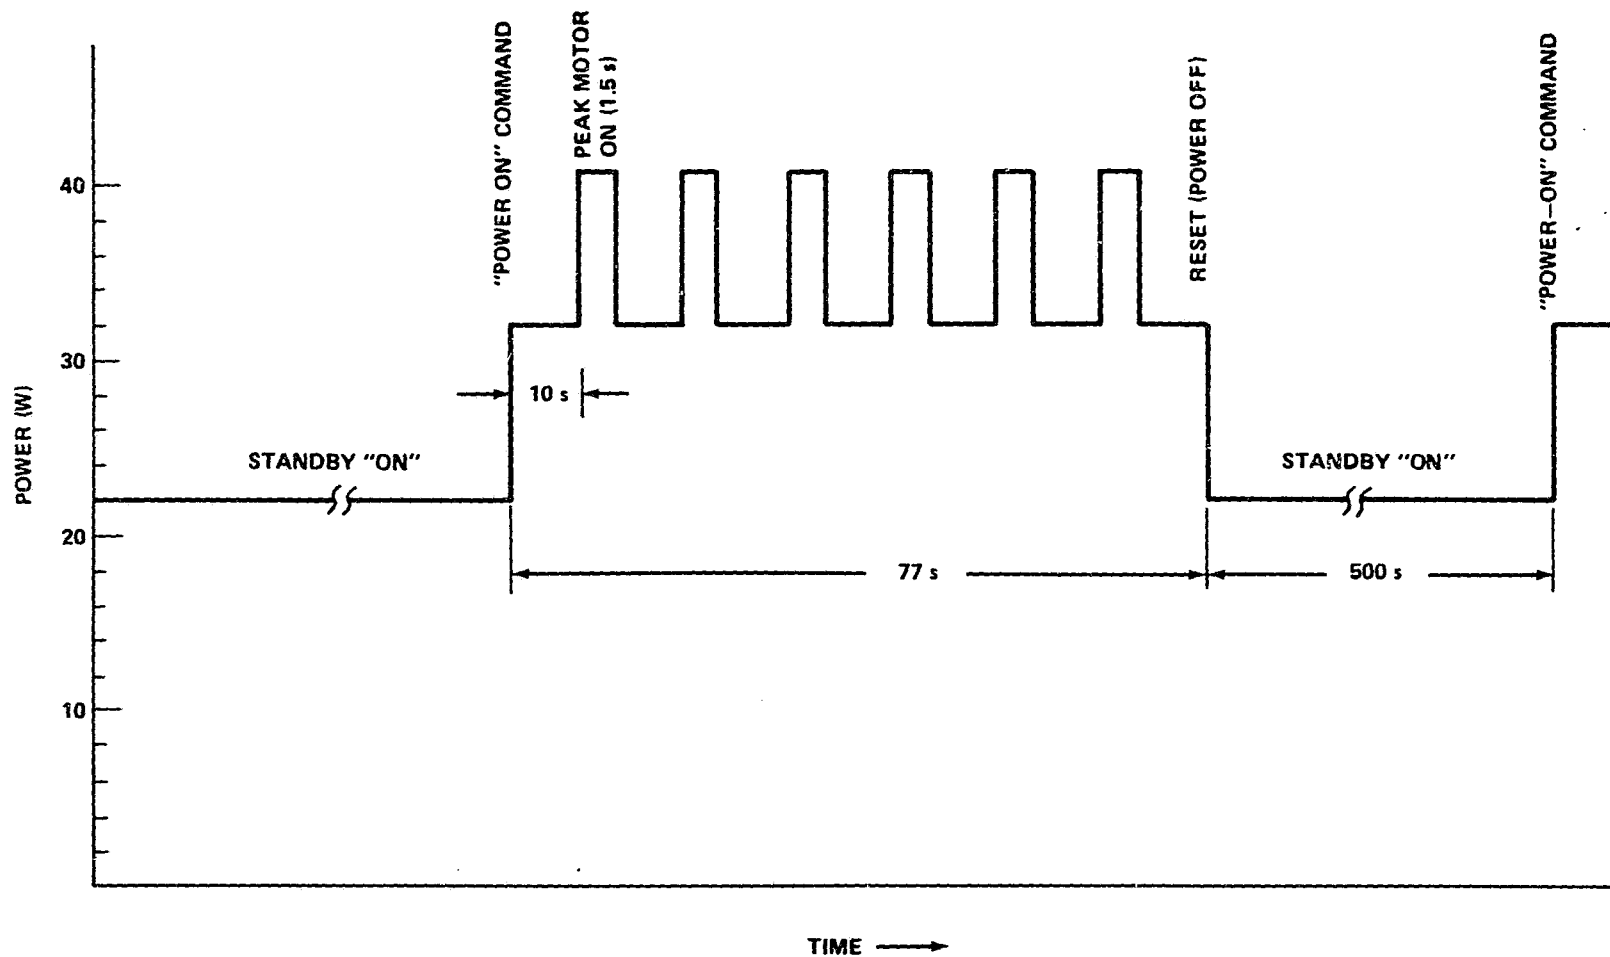 "POWER ON" COMMAND
PEAK MOTOR
ON (1.5 s)
RESET (POWER OFF)
"POWER–ON" COMMAND
40
30
20
10
POWER (W)
10 s
STANDBY "ON"
STANDBY "ON"
77 s
500 s
TIME